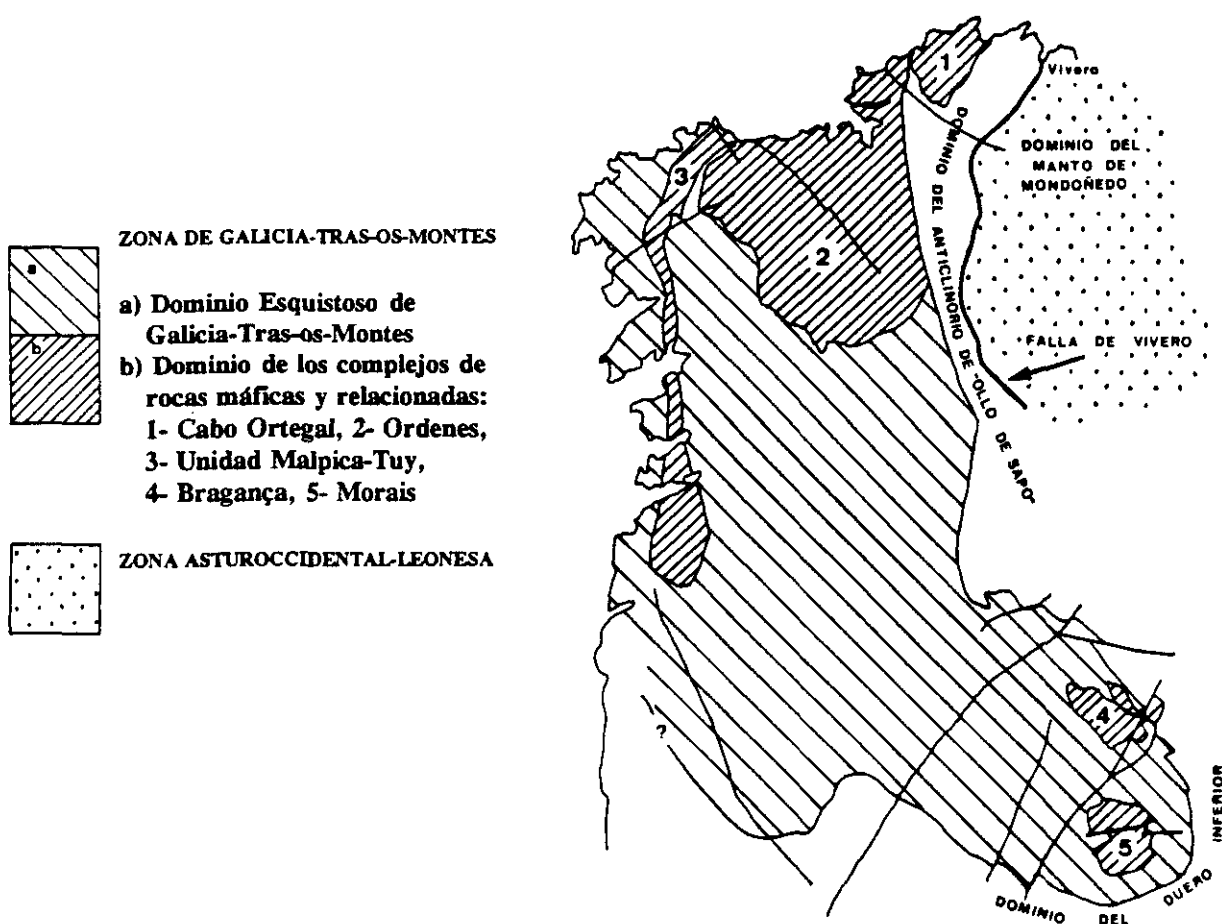 ZONA DE GALICIA-TRAS-OS-MONTES
a
b
a) Dominio Esquistoso de
Galicia-Tras-os-Montes
b) Dominio de los complejos de
rocas máficas y relacionadas:
1- Cabo Ortegal, 2- Ordenes,
3- Unidad Malpica-Tuy,
4- Bragança, 5- Morais
ZONA ASTUROCCIDENTAL-LEONESA
1
Vivero
DOMINIO DEL
MANTO DE
MONDOÑEDO
DOMINIO DEL ANTICLINORIO DE "OLLO DE SAPO"
3
2
FALLA DE VIVERO
?
4
5
DOMINIO DEL DUERO INFERIOR